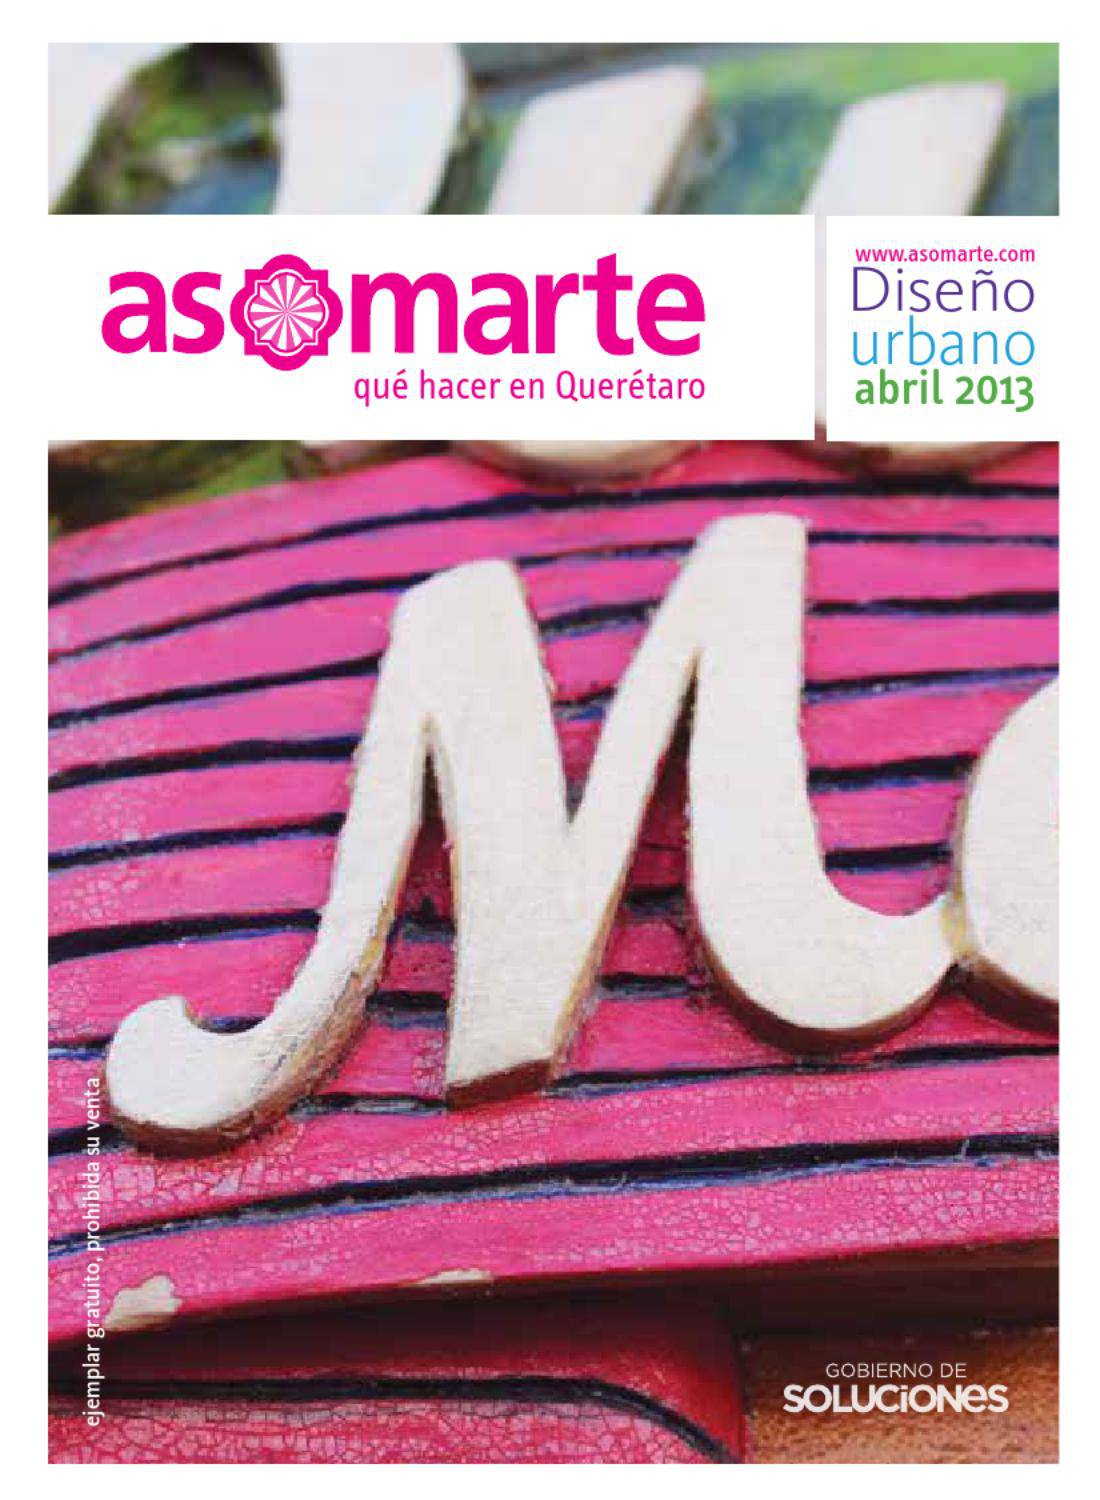 asomarte
qué hacer en Querétaro
www.asomarte.com
Diseño
urbano
abril 2013
M
ejemplar gratuito, prohibida su venta
GOBIERNO DE
SOLUCiONeS